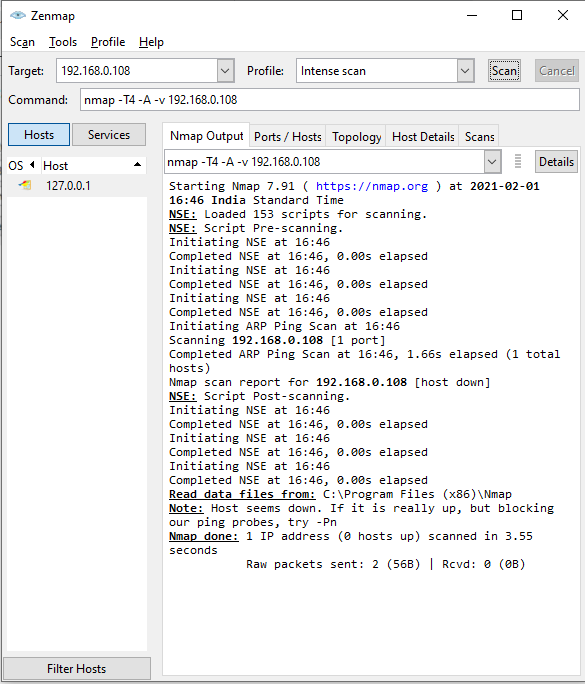 Zenmap
Scan Tools Profile Help
Target: 192.168.0.108 Profile: Intense scan Scan Cancel
Command: nmap -T4 -A -v 192.168.0.108
Hosts Services
Nmap Output Ports / Hosts Topology Host Details Scans
OS Host
nmap -T4 -A -v 192.168.0.108 Details
127.0.0.1
Starting Nmap 7.91 ( https://nmap.org ) at 2021-02-01
16:46 India Standard Time
NSE: Loaded 153 scripts for scanning.
NSE: Script Pre-scanning.
Initiating NSE at 16:46
Completed NSE at 16:46, 0.00s elapsed
Initiating NSE at 16:46
Completed NSE at 16:46, 0.00s elapsed
Initiating NSE at 16:46
Completed NSE at 16:46, 0.00s elapsed
Initiating ARP Ping Scan at 16:46
Scanning 192.168.0.108 [1 port]
Completed ARP Ping Scan at 16:46, 1.66s elapsed (1 total
hosts)
Nmap scan report for 192.168.0.108 [host down]
NSE: Script Post-scanning.
Initiating NSE at 16:46
Completed NSE at 16:46, 0.00s elapsed
Initiating NSE at 16:46
Completed NSE at 16:46, 0.00s elapsed
Initiating NSE at 16:46
Completed NSE at 16:46, 0.00s elapsed
Read data files from: C:\Program Files (x86)\Nmap
Note: Host seems down. If it is really up, but blocking
our ping probes, try -Pn
Nmap done: 1 IP address (0 hosts up) scanned in 3.55
seconds
Raw packets sent: 2 (56B) | Rcvd: 0 (0B)
Filter Hosts